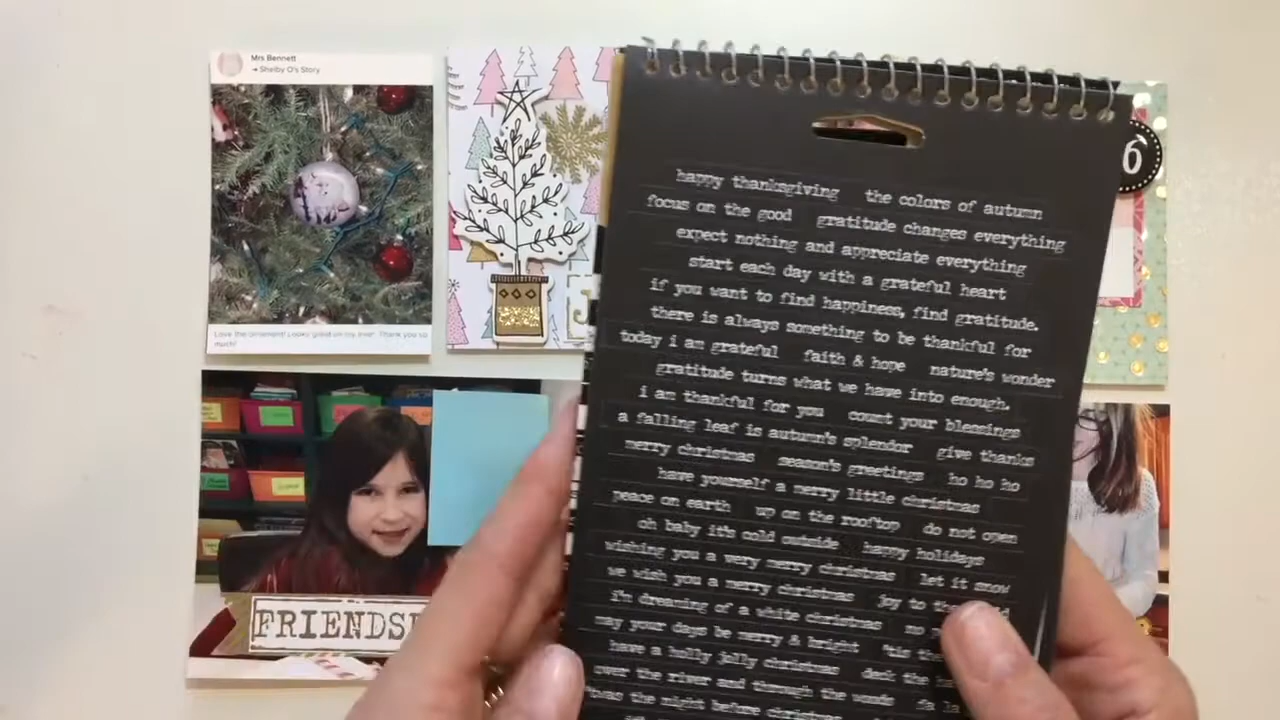 Mrs Bennett
Shelby O's Story
Love the ornament! Looks great on my tree! Thank you so
much!
6
FRIENDS
happy thanksgiving the colors of autumn
focus on the good gratitude changes everything
expect nothing and appreciate everything
start each day with a grateful heart
if you want to find happiness, find gratitude.
there is always something to be thankful for
today i am grateful faith & hope nature's wonder
gratitude turns what we have into enough.
i am thankful for you count your blessings
a falling leaf is autumn's splendor give thanks
merry christmas season's greetings ho ho ho
have yourself a merry little christmas
peace on earth up on the rooftop do not open
oh baby it's cold outside happy holidays
wishing you a very merry christmas let it snow
we wish you a merry christmas joy to
i'm dreaming of a white christmas
may your days be merry & bright 'tis
have a holly jolly christmas deck the
over the river and through the woods fa la
'twas the night before christmas